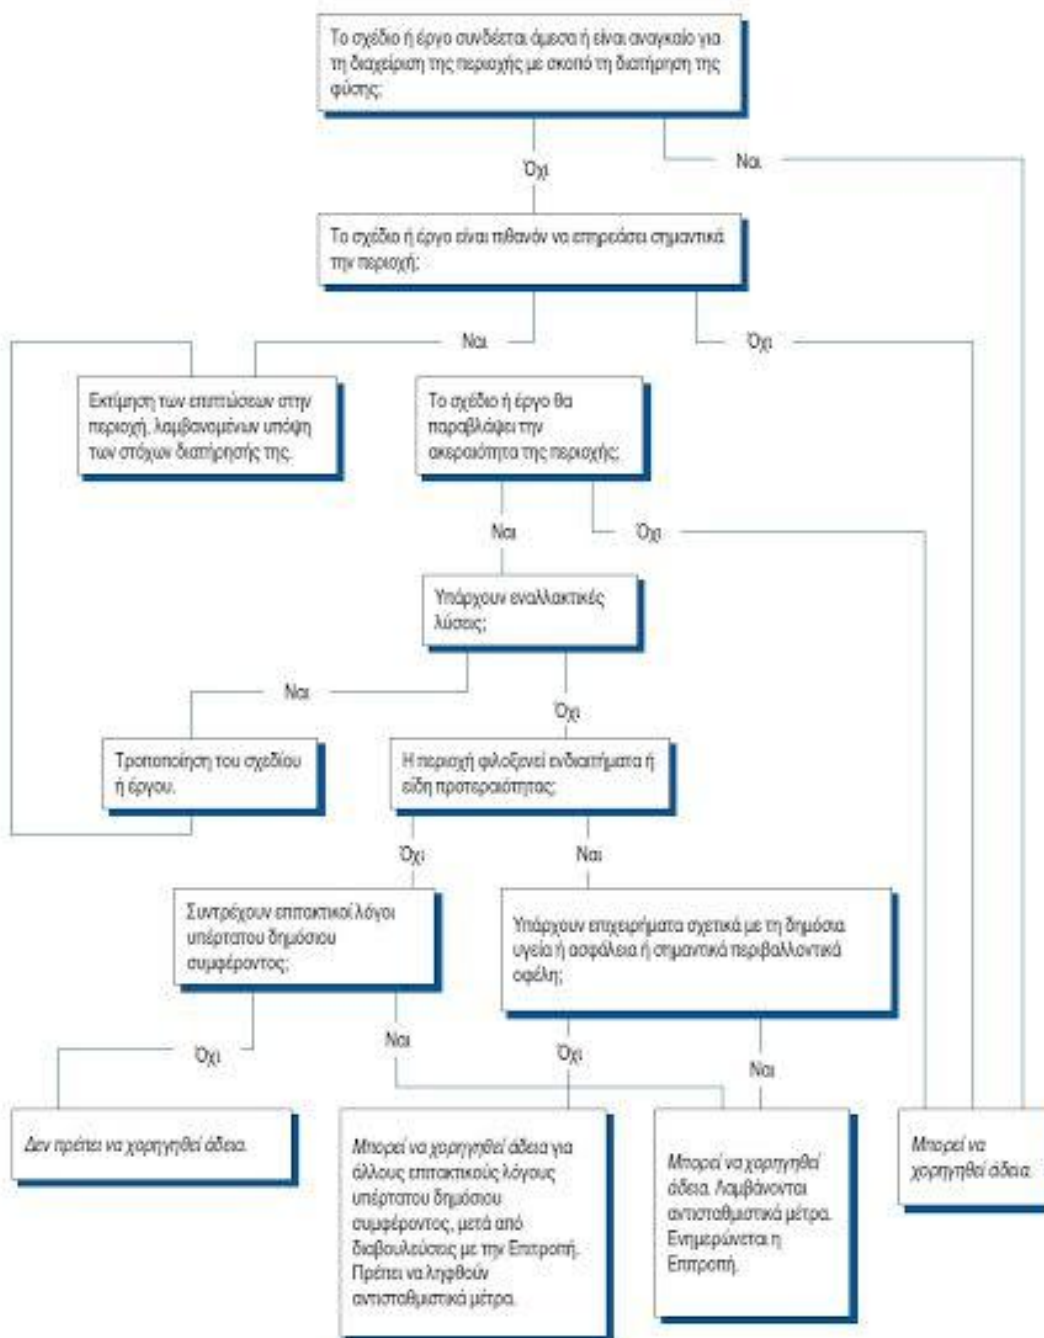 Το σχέδιο ή έργο συνδέεται άμεσα ή είναι αναγκαίο για
τη διαχείριση της περιοχής με σκοπό τη διατήρηση της
φύσης;
Όχι
Ναι
Το σχέδιο ή έργο είναι πιθανόν να επηρεάσει σημαντικά
την περιοχή;
Ναι
Όχι
Εκτίμηση των επιπτώσεων στην
περιοχή, λαμβανομένων υπόψη
των στόχων διατήρησής της.
Το σχέδιο ή έργο θα
παραβλάψει την
ακεραιότητα της περιοχής;
Ναι
Όχι
Υπάρχουν εναλλακτικές
λύσεις;
Ναι
Όχι
Τροποποίηση του σχεδίου
ή έργου.
Η περιοχή φιλοξενεί ενδιαιτήματα ή
είδη προτεραιότητας;
Όχι
Ναι
Συντρέχουν επιτακτικοί λόγοι
υπέρτατου δημόσιου
συμφέροντος;
Υπάρχουν επιχειρήματα σχετικά με τη δημόσια
υγεία ή ασφάλεια ή σημαντικά περιβαλλοντικά
οφέλη;
Όχι
Ναι
Όχι
Ναι
Δεν πρέπει να χορηγηθεί άδεια.
Μπορεί να χορηγηθεί άδεια για
άλλους επιτακτικούς λόγους
υπέρτατου δημόσιου
συμφέροντος, μετά από
διαβουλεύσεις με την Επιτροπή.
Πρέπει να ληφθούν
αντισταθμιστικά μέτρα.
Μπορεί να χορηγηθεί
άδεια. Λαμβάνονται
αντισταθμιστικά μέτρα.
Ενημερώνεται η
Επιτροπή.
Μπορεί να
χορηγηθεί άδεια.